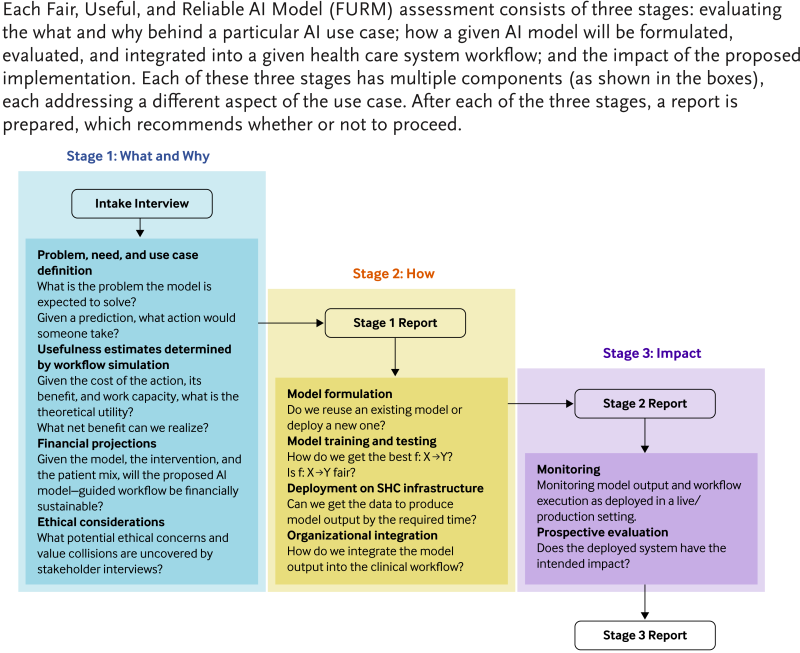 Each Fair, Useful, and Reliable AI Model (FURM) assessment consists of three stages: evaluating
the what and why behind a particular AI use case; how a given AI model will be formulated,
evaluated, and integrated into a given health care system workflow; and the impact of the proposed
implementation. Each of these three stages has multiple components (as shown in the boxes),
each addressing a different aspect of the use case. After each of the three stages, a report is
prepared, which recommends whether or not to proceed.
Stage 1: What and Why
Intake Interview
Problem, need, and use case
definition
What is the problem the model is
expected to solve?
Given a prediction, what action would
someone take?
Usefulness estimates determined
by workflow simulation
Given the cost of the action, its
benefit, and work capacity, what is the
theoretical utility?
What net benefit can we realize?
Financial projections
Given the model, the intervention, and
the patient mix, will the proposed AI
model–guided workflow be financially
sustainable?
Ethical considerations
What potential ethical concerns and
value collisions are uncovered by
stakeholder interviews?
Stage 2: How
Stage 1 Report
Model formulation
Do we reuse an existing model or
deploy a new one?
Model training and testing
How do we get the best f: X→Y?
Is f: X→Y fair?
Deployment on SHC infrastructure
Can we get the data to produce
model output by the required time?
Organizational integration
How do we integrate the model
output into the clinical workflow?
Stage 3: Impact
Stage 2 Report
Monitoring
Monitoring model output and workflow
execution as deployed in a live/
production setting.
Prospective evaluation
Does the deployed system have the
intended impact?
Stage 3 Report